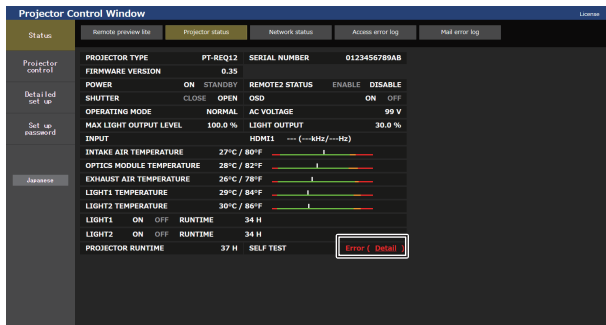 Projector Control Window
License
Status
Remote preview lite
Projector status
Network status
Access error log
Mail error log
Projector control
Detailed set up
Set up password
Japanese
PROJECTOR TYPE PT-REQ12 SERIAL NUMBER 0123456789AB
FIRMWARE VERSION 0.35
POWER ON STANDBY REMOTE2 STATUS ENABLE DISABLE
SHUTTER CLOSE OPEN OSD ON OFF
OPERATING MODE NORMAL AC VOLTAGE 99 V
MAX LIGHT OUTPUT LEVEL 100.0 % LIGHT OUTPUT 30.0 %
INPUT HDMI1 --- (---kHz/---Hz)
INTAKE AIR TEMPERATURE 27°C / 80°F
OPTICS MODULE TEMPERATURE 28°C / 82°F
EXHAUST AIR TEMPERATURE 26°C / 78°F
LIGHT1 TEMPERATURE 29°C / 84°F
LIGHT2 TEMPERATURE 30°C / 86°F
LIGHT1 ON OFF RUNTIME 34 H
LIGHT2 ON OFF RUNTIME 34 H
PROJECTOR RUNTIME 37 H SELF TEST Error ( Detail )